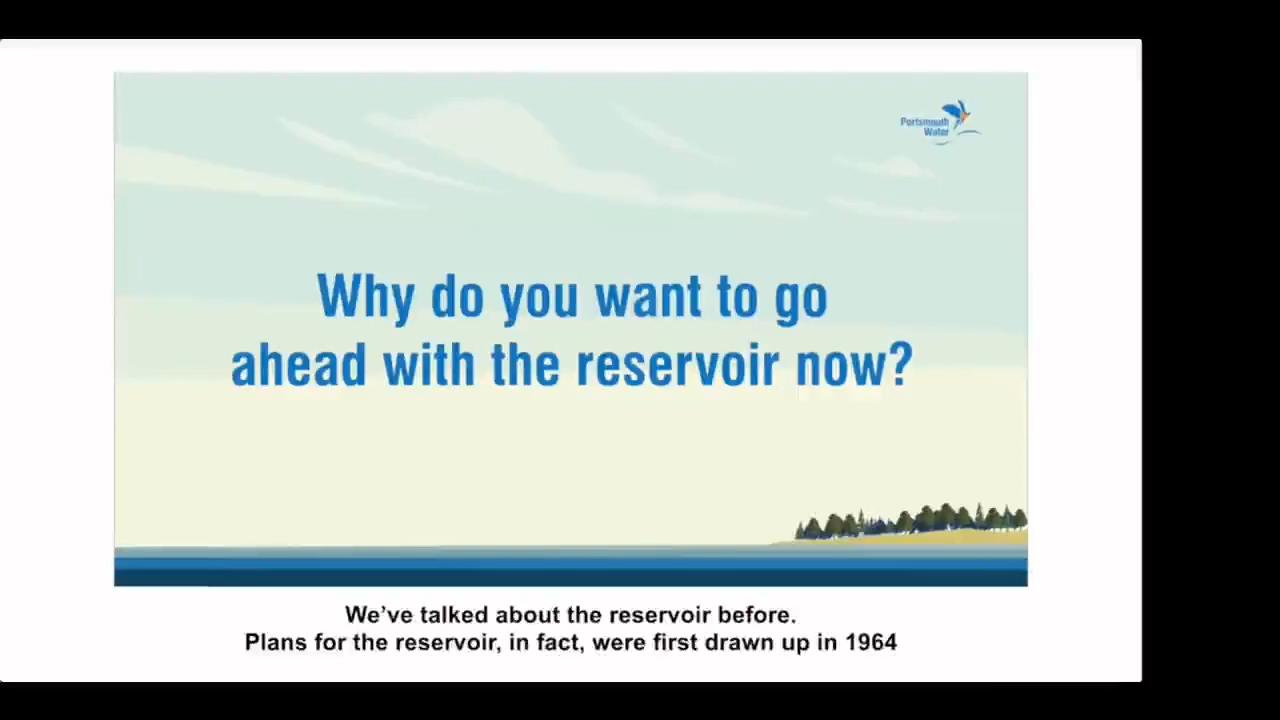 Portsmouth
Water
Why do you want to go
ahead with the reservoir now?
We’ve talked about the reservoir before.
Plans for the reservoir, in fact, were first drawn up in 1964